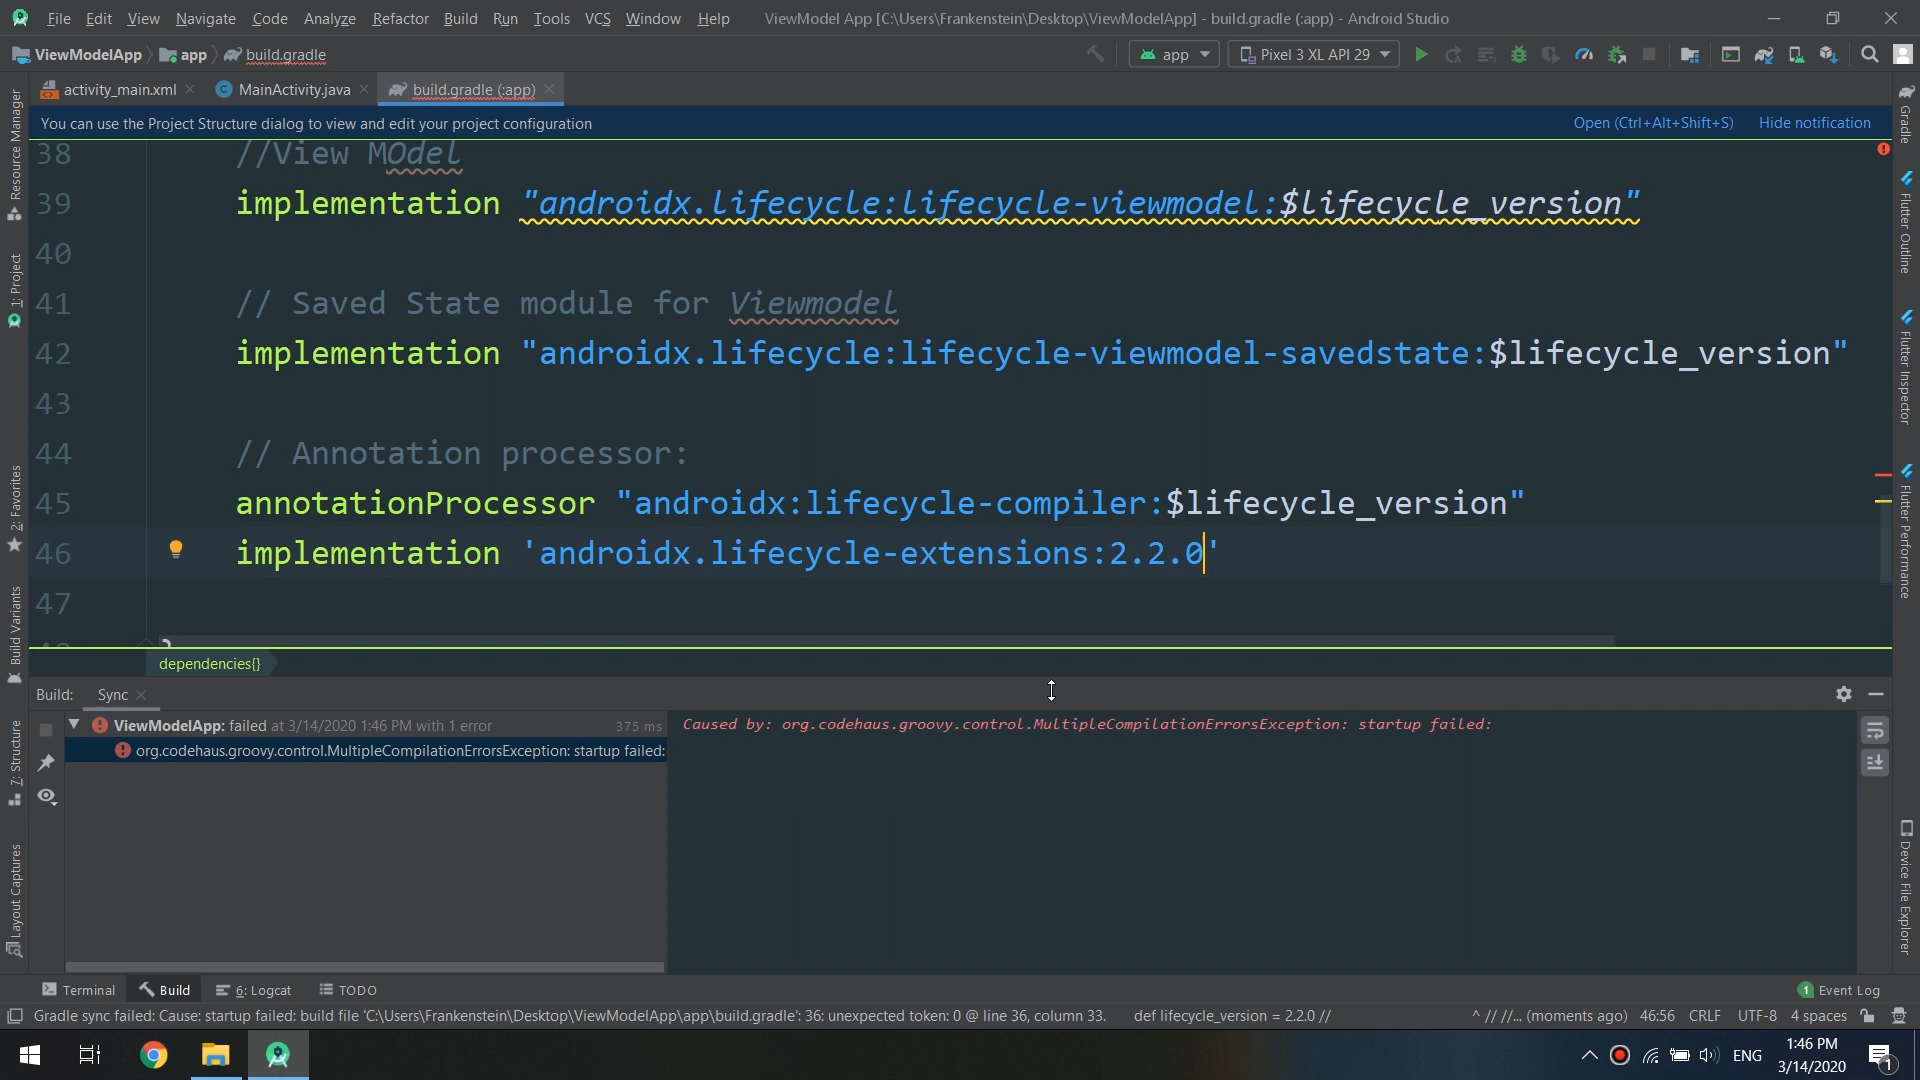 File Edit View Navigate Code Analyze Refactor Build Run Tools VCS Window Help ViewModel App [C:\Users\Frankenstein\Desktop\ViewModelApp] - build.gradle (:app) - Android Studio
ViewModelApp app build.gradle app Pixel 3 XL API 29
activity_main.xml MainActivity.java build.gradle (:app)
You can use the Project Structure dialog to view and edit your project configuration Open (Ctrl+Alt+Shift+S) Hide notification
38 //View MOdel
39 implementation "androidx.lifecycle:lifecycle-viewmodel:$lifecycle_version"
40
41 // Saved State module for Viewmodel
42 implementation "androidx.lifecycle:lifecycle-viewmodel-savedstate:$lifecycle_version"
43
44 // Annotation processor:
45 annotationProcessor "androidx:lifecycle-compiler:$lifecycle_version"
46 implementation 'androidx.lifecycle-extensions:2.2.0'
47
dependencies{}
Build: Sync
ViewModelApp: failed at 3/14/2020 1:46 PM with 1 error 375 ms
org.codehaus.groovy.control.MultipleCompilationErrorsException: startup failed:
Caused by: org.codehaus.groovy.control.MultipleCompilationErrorsException: startup failed:
Resource Manager
1: Project
2: Favorites
Build Variants
7: Structure
Layout Captures
Gradle
Flutter Outline
Flutter Inspector
Flutter Performance
Device File Explorer
Terminal Build 6: Logcat TODO 1 Event Log
Gradle sync failed: Cause: startup failed: build file 'C:\Users\Frankenstein\Desktop\ViewModelApp\app\build.gradle': 36: unexpected token: 0 @ line 36, column 33. def lifecycle_version = 2.2.0 // ^ // //... (moments ago) 46:56 CRLF UTF-8 4 spaces
ENG 1:46 PM
3/14/2020 1